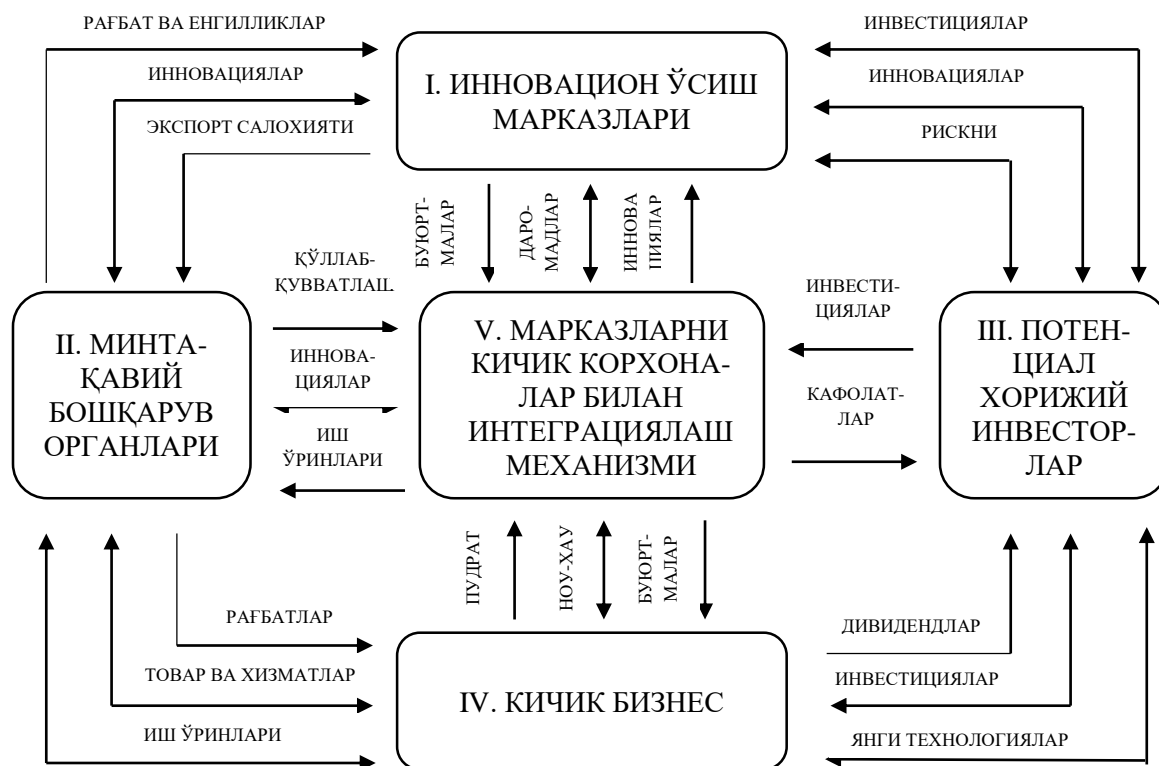 РАҒБАТ ВА ЕНГИЛЛИКЛАР
ИННОВАЦИЯЛАР
ЭКСПОРТ САЛОХИЯТИ
I. ИННОВАЦИОН ЎСИШ
МАРКАЗЛАРИ
ИНВЕСТИЦИЯЛАР
ИННОВАЦИЯЛАР
РИСКНИ
БУЮРТ-
МАЛАР
ДАРО-
МАДЛАР
ИННОВА
ПИЯЛАР
ҚЎЛЛАБ-
ҚУВВАТЛАШ
ИННОВА-
ЦИЯЛАР
ИШ
ЎРИНЛАРИ
II. МИНТА-
ҚАВИЙ
БОШҚАРУВ
ОРГАНЛАРИ
V. МАРКАЗЛАРНИ
КИЧИК КОРХОНА-
ЛАР БИЛАН
ИНТЕГРАЦИЯЛАШ
МЕХАНИЗМИ
ИНВЕСТИ-
ЦИЯЛАР
КАФОЛАТ-
ЛАР
III. ПОТЕН-
ЦИАЛ
ХОРИЖИЙ
ИНВЕСТОР-
ЛАР
ПУДРАТ
НОУ-ХАУ
БУЮРТ-
МАЛАР
РАҒБАТЛАР
ТОВАР ВА ХИЗМАТЛАР
ИШ ЎРИНЛАРИ
IV. КИЧИК БИЗНЕС
ДИВИДЕНДЛАР
ИНВЕСТИЦИЯЛАР
ЯНГИ ТЕХНОЛОГИЯЛАР